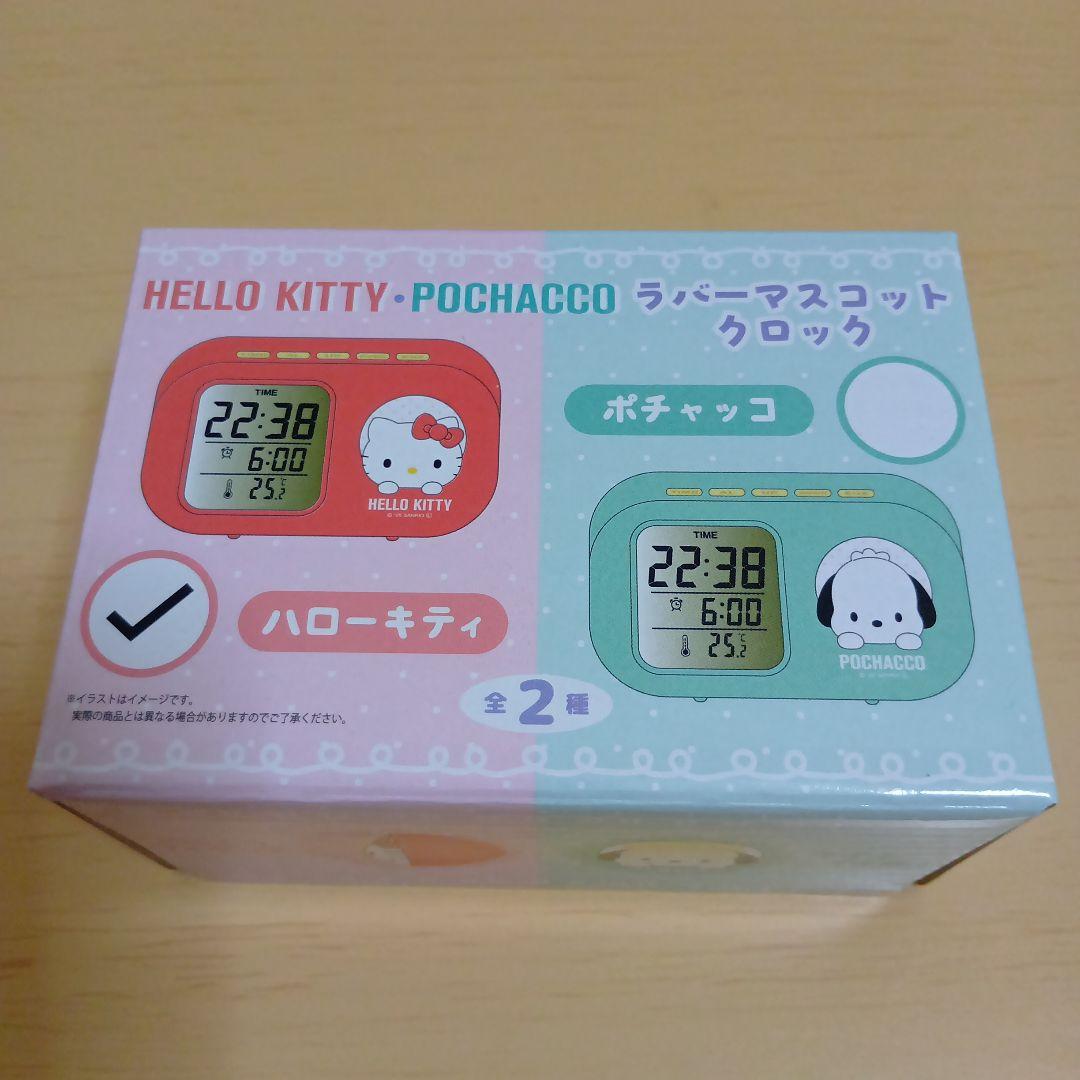 HELLO KITTY・POCHACCO ラバーマスコット
クロック
TIME
22:38
6:00
25.2℃
HELLO KITTY
ポチャッコ
TIME
22:38
6:00
25.2℃
POCHACCO
ハローキティ
※イラストはイメージです。
実際の商品とは異なる場合がありますのでご了承ください。
全2種